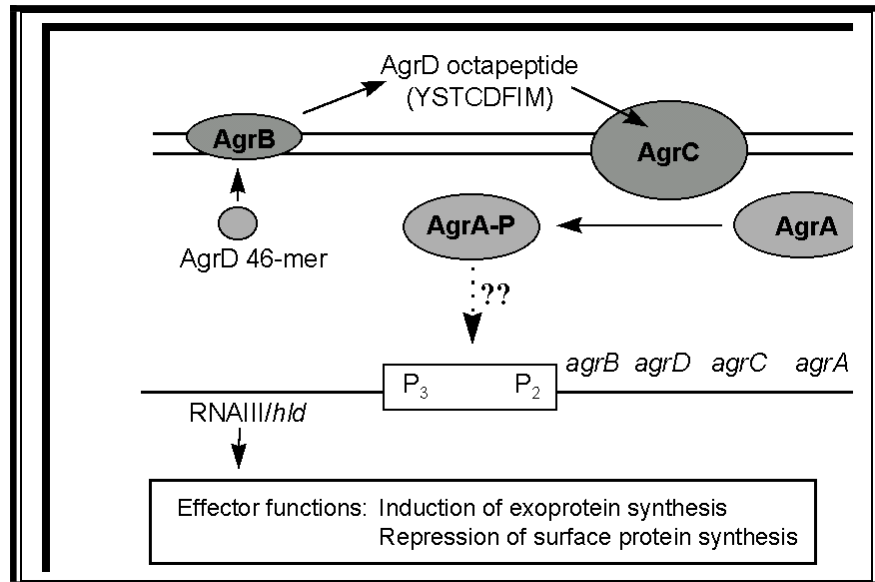 AgrD octapeptide
(YSTCDFIM)
AgrB
AgrC
AgrA-P
AgrA
AgrD 46-mer
??
agrB agrD agrC agrA
P3 P2
RNAIII/hld
Effector functions: Induction of exoprotein synthesis
Repression of surface protein synthesis